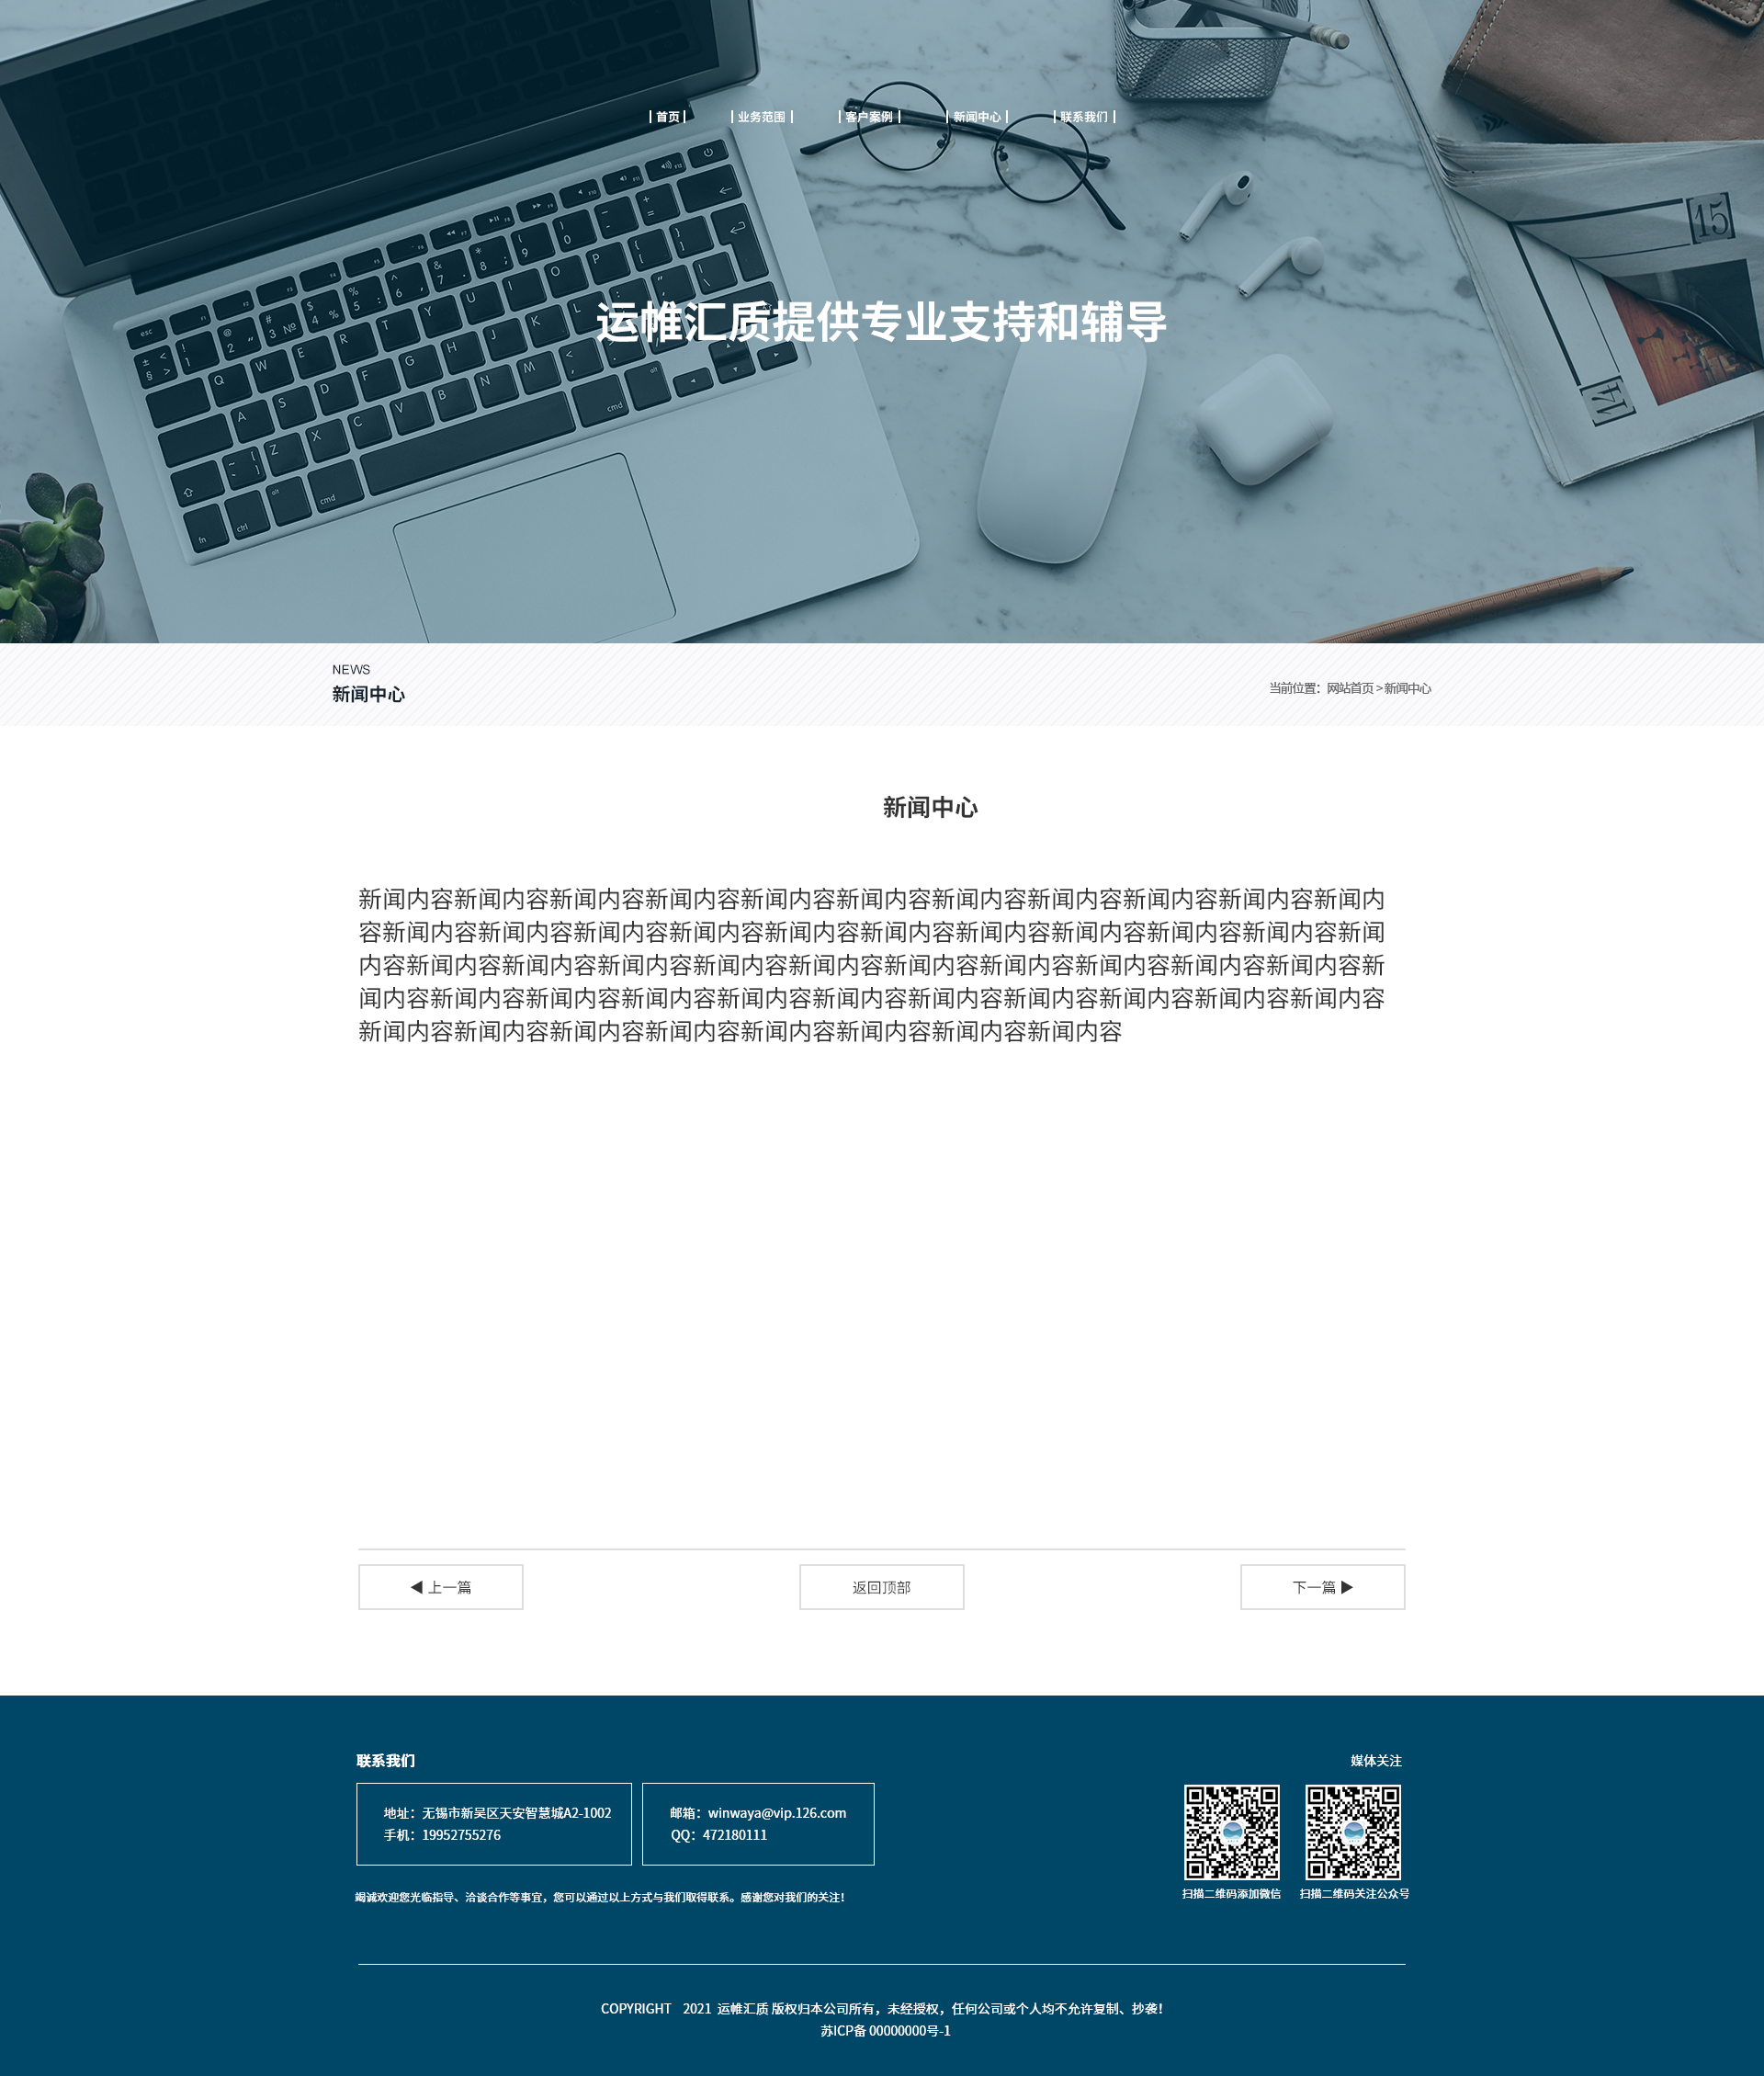 | 首页 | | 业务范围 | | 客户案例 | | 新闻中心 | | 联系我们 |
15
运帷汇质提供专业支持和辅导
14
esc
Q W E R T Y U I O P
A S D F G H J K L
Z X C V B N M
fn ctrl alt cmd cmd alt
NEWS
新闻中心
当前位置：网站首页 > 新闻中心
新闻中心
新闻内容新闻内容新闻内容新闻内容新闻内容新闻内容新闻内容新闻内容新闻内容新闻内容新闻内
容新闻内容新闻内容新闻内容新闻内容新闻内容新闻内容新闻内容新闻内容新闻内容新闻内容新闻
内容新闻内容新闻内容新闻内容新闻内容新闻内容新闻内容新闻内容新闻内容新闻内容新闻内容新
闻内容新闻内容新闻内容新闻内容新闻内容新闻内容新闻内容新闻内容新闻内容新闻内容新闻内容
新闻内容新闻内容新闻内容新闻内容新闻内容新闻内容新闻内容新闻内容
◀ 上一篇
返回顶部
下一篇 ▶
联系我们
媒体关注
地址：无锡市新吴区天安智慧城A2-1002
手机：19952755276
邮箱：winwaya@vip.126.com
QQ：472180111
扫描二维码添加微信
扫描二维码关注公众号
竭诚欢迎您光临指导、洽谈合作等事宜，您可以通过以上方式与我们取得联系。感谢您对我们的关注！
COPYRIGHT 2021 运帷汇质 版权归本公司所有，未经授权，任何公司或个人均不允许复制、抄袭！
苏ICP备 00000000号-1